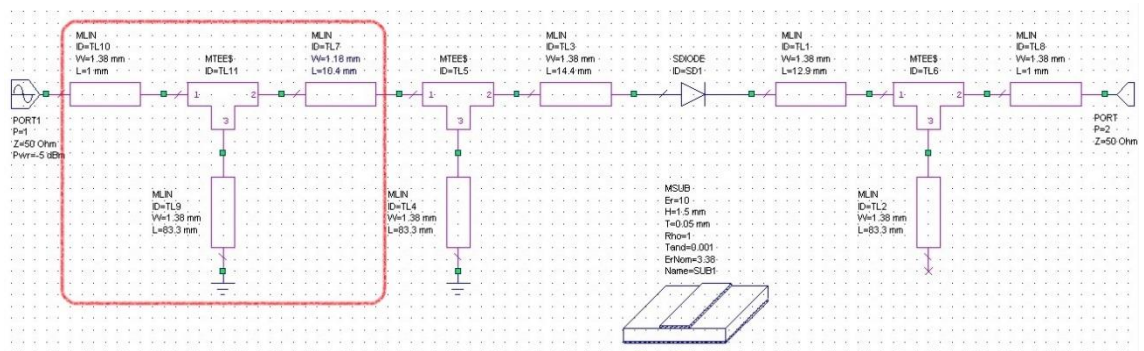 MLIN
ID=TL10
W=1.38 mm
L=1 mm
MTEE$
ID=TL11
MLIN
ID=TL7
W=1.18 mm
L=10.4 mm
MTEE$
ID=TL5
MLIN
ID=TL3
W=1.38 mm
L=14.4 mm
SDIODE
ID=SD1
MLIN
ID=TL1
W=1.38 mm
L=12.9 mm
MTEE$
ID=TL6
MLIN
ID=TL8
W=1.38 mm
L=1 mm
1
2
3
1
2
3
1
2
3
PORT1
P=1
Z=50 Ohm
Pwr=-5 dBm
PORT
P=2
Z=50 Ohm
MLIN
ID=TL9
W=1.38 mm
L=83.3 mm
MLIN
ID=TL4
W=1.38 mm
L=83.3 mm
MSUB
Er=10
H=1.5 mm
T=0.05 mm
Rho=1
Tand=0.001
ErNom=3.38
Name=SUB1
MLIN
ID=TL2
W=1.38 mm
L=83.3 mm